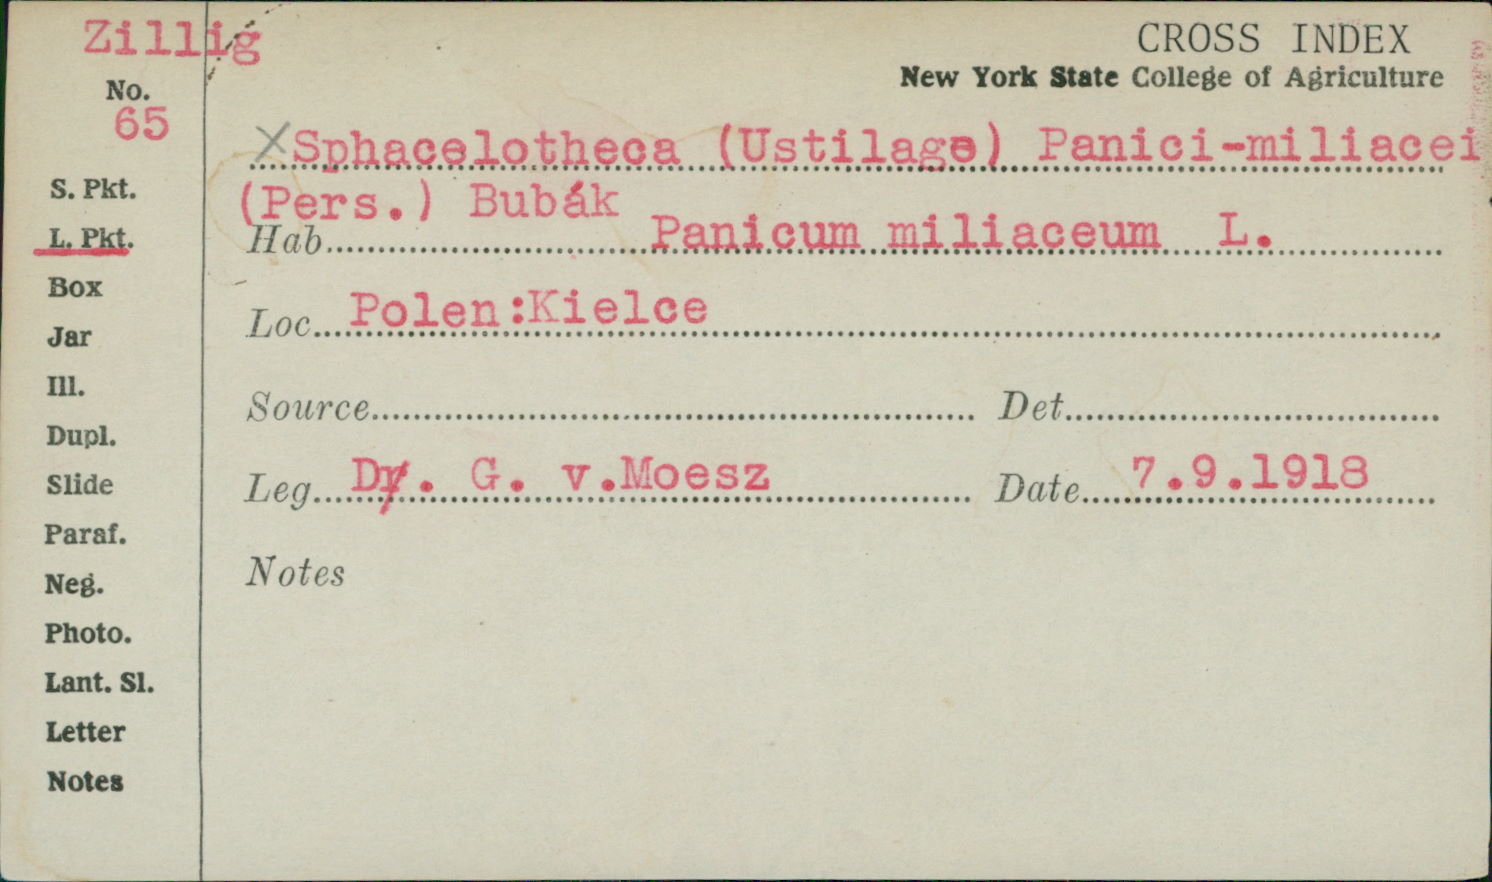 Zillig
CROSS INDEX
New York State College of Agriculture
No.
65
XSphacelotheca (Ustilago) Panici-miliacei
(Pers.) Bubák
S. Pkt.
L. Pkt.
Hab. Panicum miliaceum L.
Box
Loc. Polen:Kielce
Jar
Ill.
Source Det.
Dupl.
Slide
Leg. Dr. G. v.Moesz Date 7.9.1918
Paraf.
Notes
Neg.
Photo.
Lant. Sl.
Letter
Notes